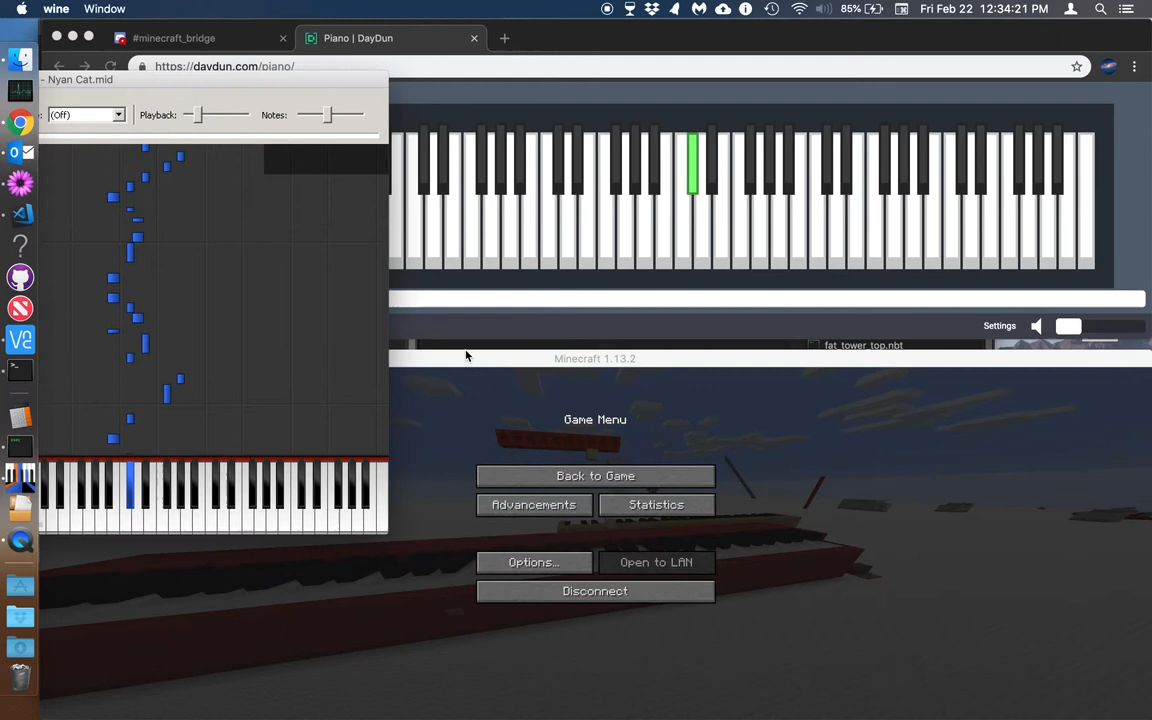 wine Window 85% Fri Feb 22 12:34:21 PM
#minecraft_bridge Piano | DayDun
https://daydun.com/piano/
- Nyan Cat.mid
(Off) Playback: Notes:
Settings
fat_tower_top.nbt
Minecraft 1.13.2
Game Menu
Back to Game
Advancements Statistics
Options... Open to LAN
Disconnect